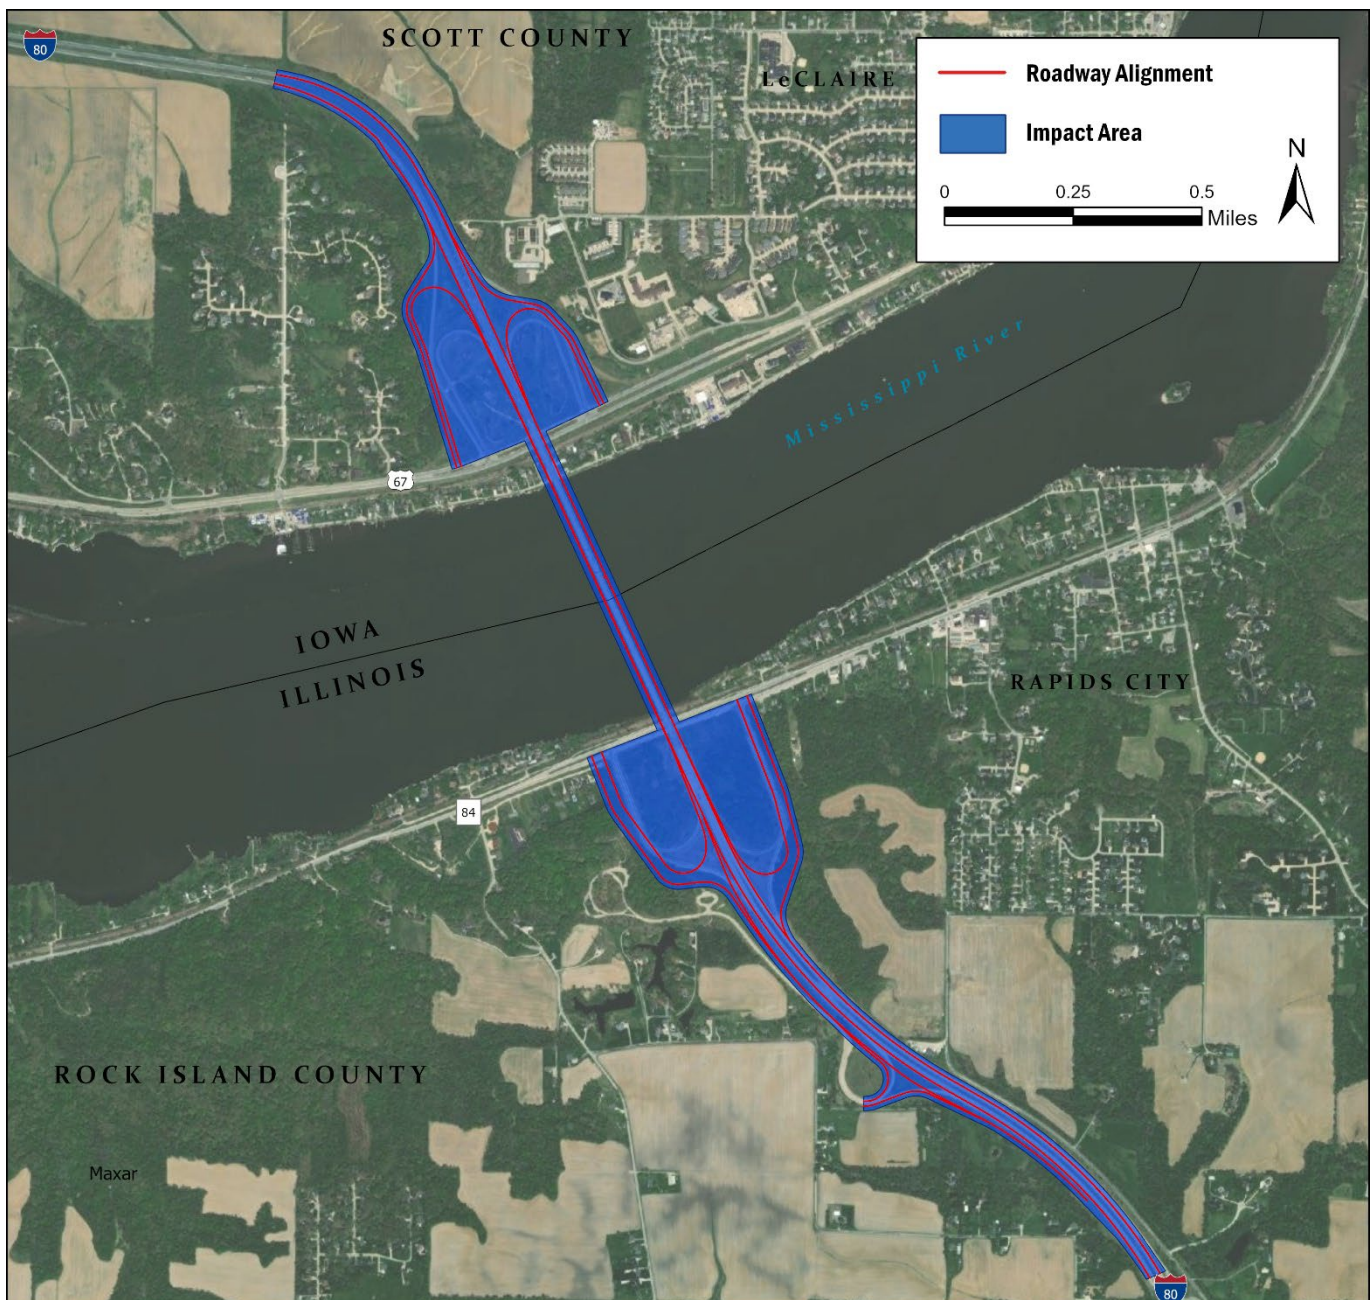 80
SCOTT COUNTY
LeCLAIRE
Roadway Alignment
Impact Area
0 0.25 0.5
Miles
N
Mississippi River
67
IOWA
ILLINOIS
RAPIDS CITY
84
ROCK ISLAND COUNTY
Maxar
80